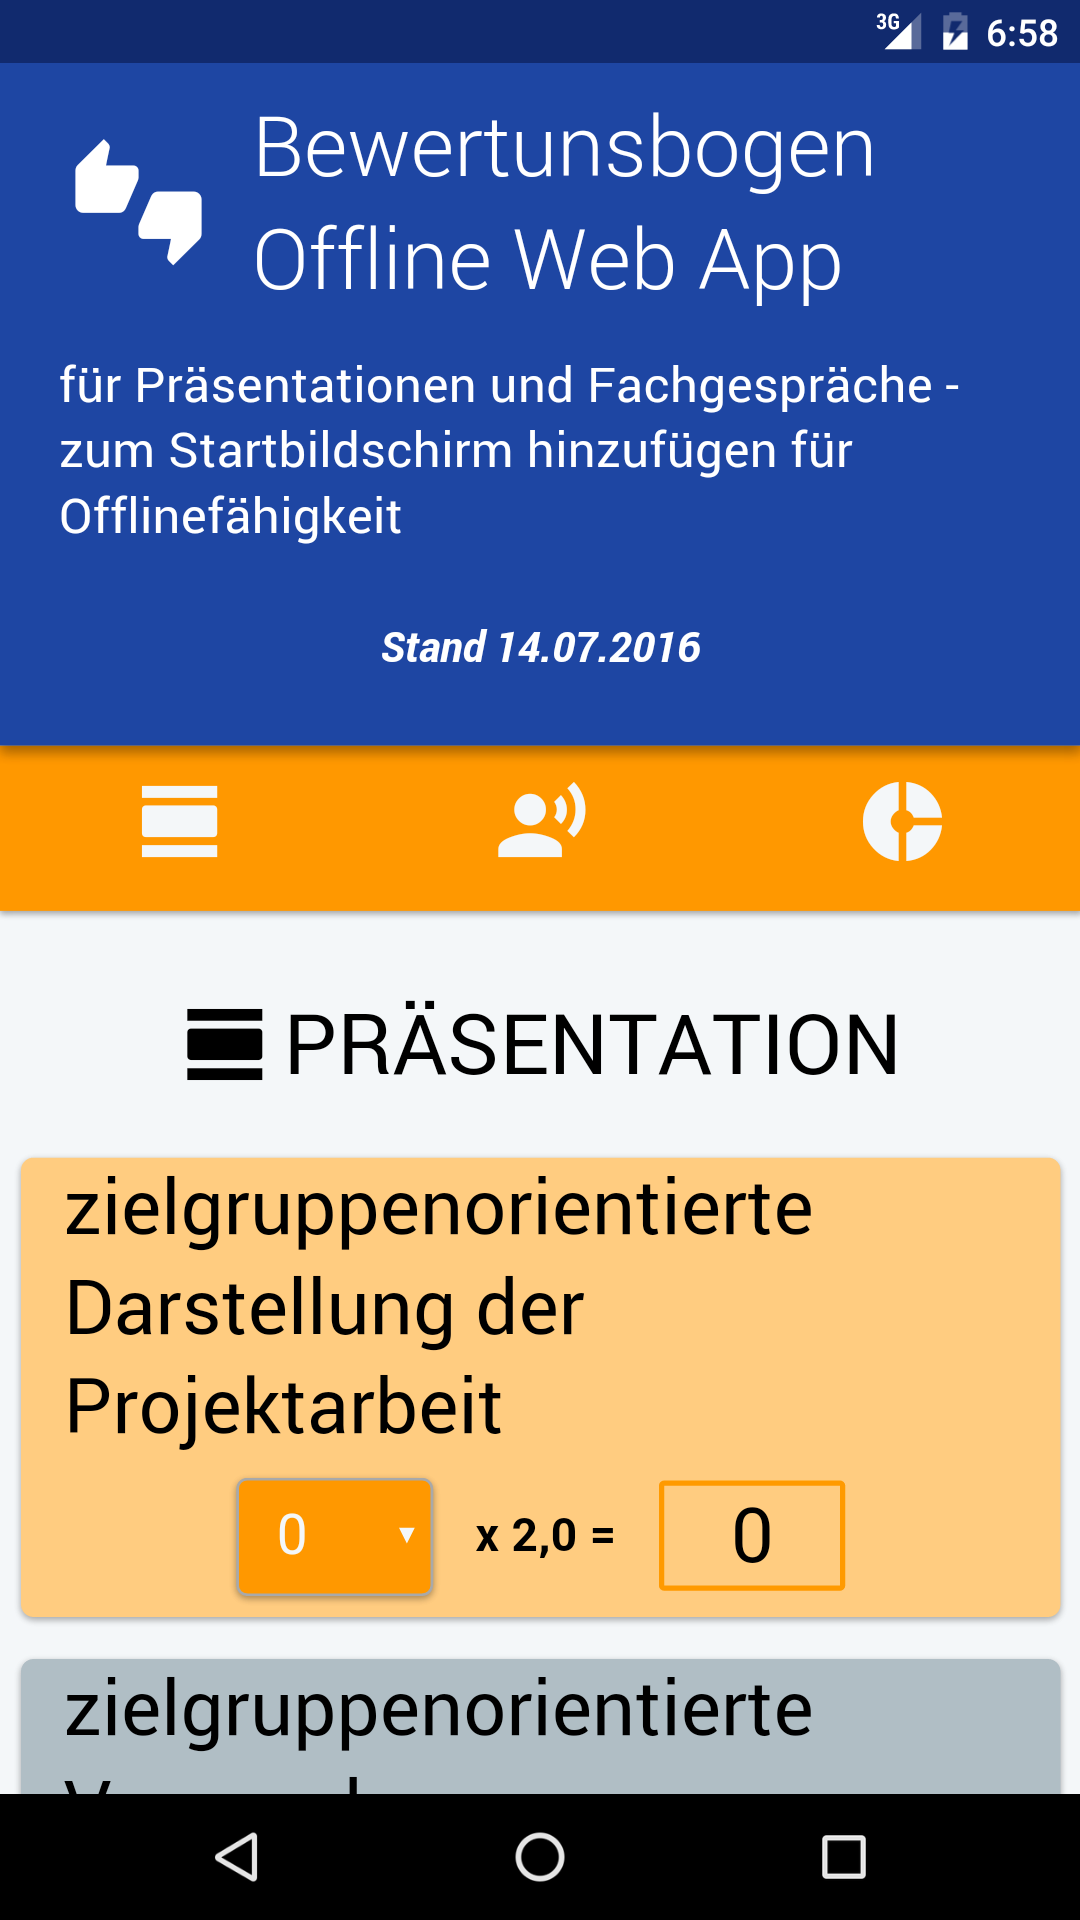 3G 6:58
Bewertunsbogen
Offline Web App
für Präsentationen und Fachgespräche -
zum Startbildschirm hinzufügen für
Offlinefähigkeit
Stand 14.07.2016
PRÄSENTATION
zielgruppenorientierte
Darstellung der
Projektarbeit
0 x 2,0 = 0
zielgruppenorientierte